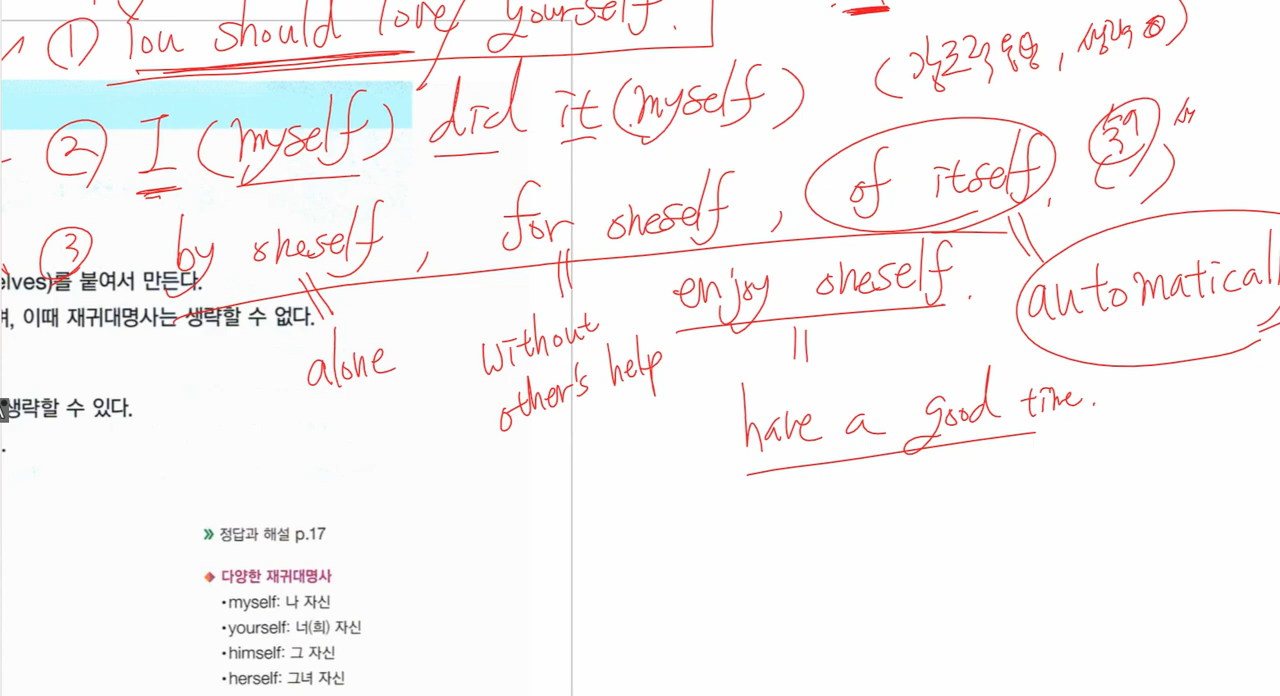 ① You should love yourself.
(강조적용법, 생략 ○)
② I (myself) did it (myself)
③ by oneself, for oneself, of itself,
enjoy oneself.
automaticall
alone
without other's help
have a good time.
elves)를 붙여서 만든다.
며, 이때 재귀대명사는 생략할 수 없다.
생략할 수 있다.
» 정답과 해설 p.17
◆ 다양한 재귀대명사
•myself: 나 자신
•yourself: 너(희) 자신
•himself: 그 자신
•herself: 그녀 자신